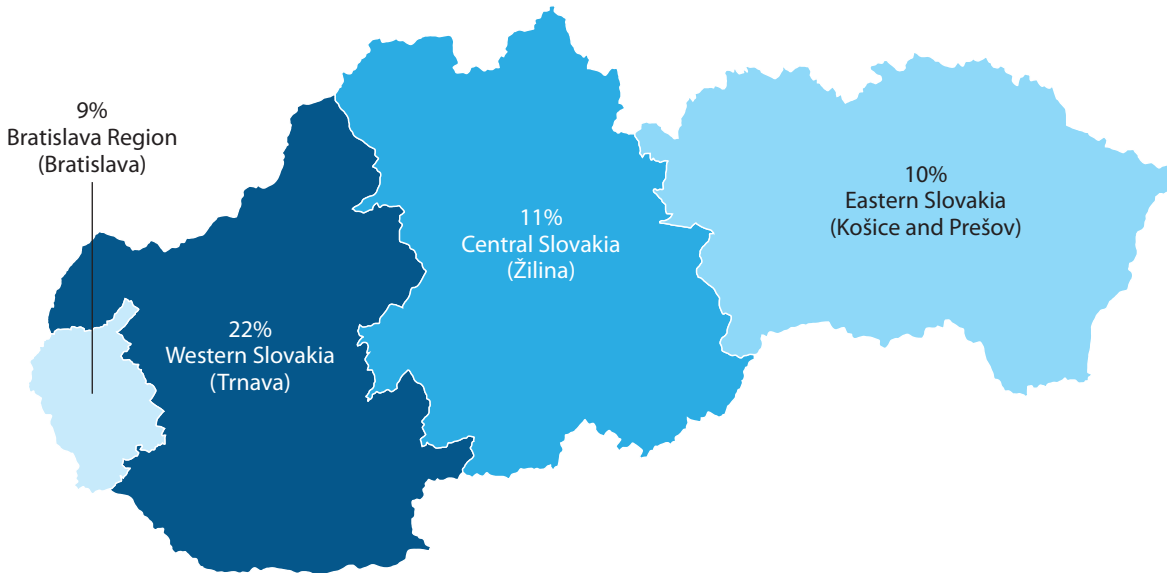 9%
Bratislava Region
(Bratislava)
22%
Western Slovakia
(Trnava)
11%
Central Slovakia
(Žilina)
10%
Eastern Slovakia
(Košice and Prešov)